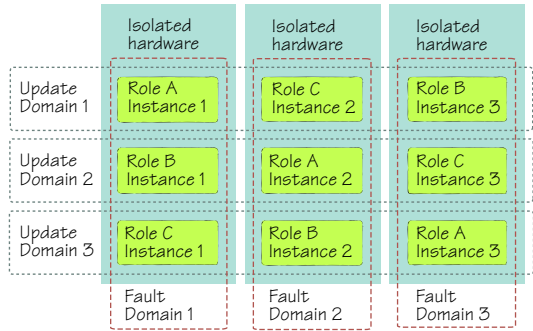 Isolated
hardware
Isolated
hardware
Isolated
hardware
Update
Domain 1
Role A
Instance 1
Role C
Instance 2
Role B
Instance 3
Update
Domain 2
Role B
Instance 1
Role A
Instance 2
Role C
Instance 3
Update
Domain 3
Role C
Instance 1
Role B
Instance 2
Role A
Instance 3
Fault
Domain 1
Fault
Domain 2
Fault
Domain 3